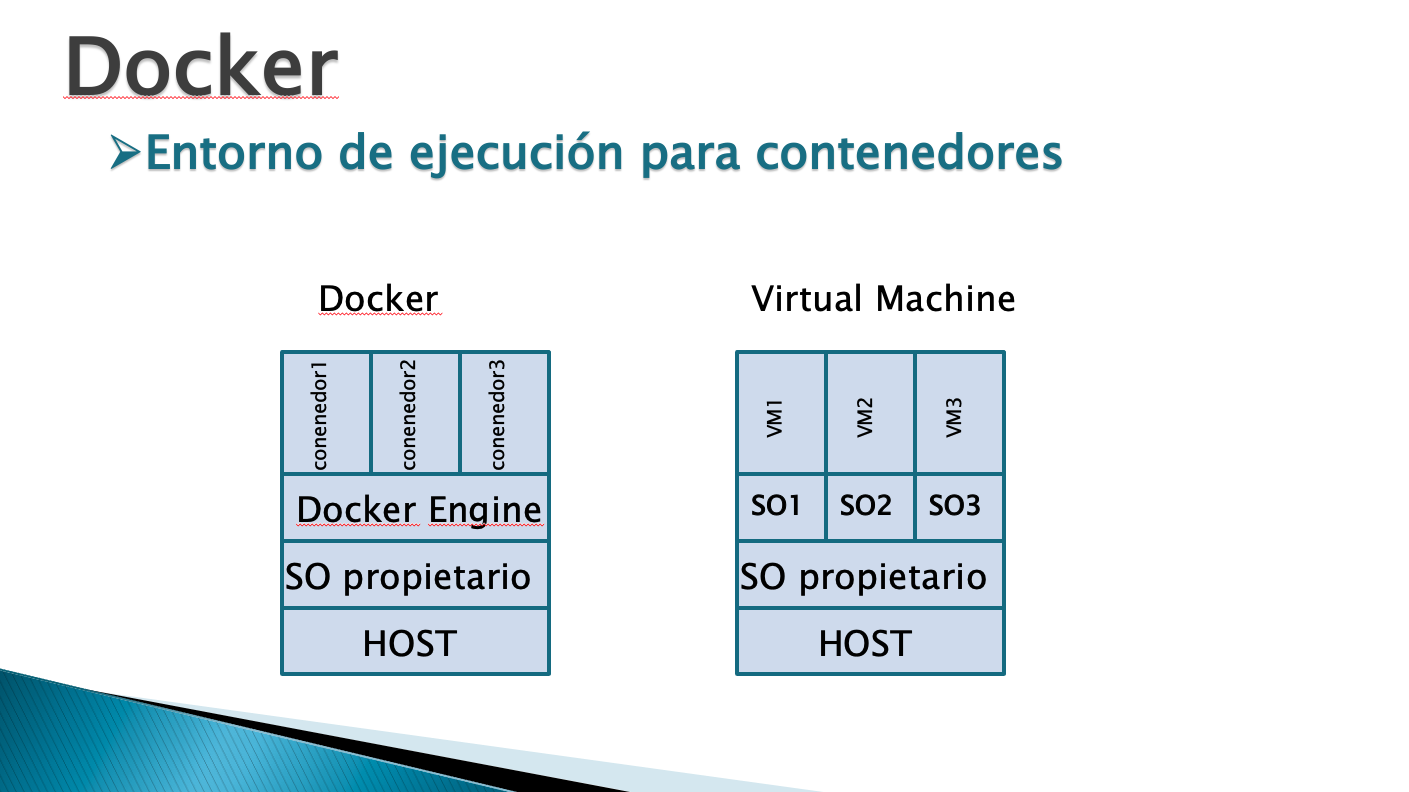 Docker
Entorno de ejecución para contenedores
Docker
conenedor1
conenedor2
conenedor3
Docker Engine
SO propietario
HOST
Virtual Machine
VM1
VM2
VM3
SO1
SO2
SO3
SO propietario
HOST